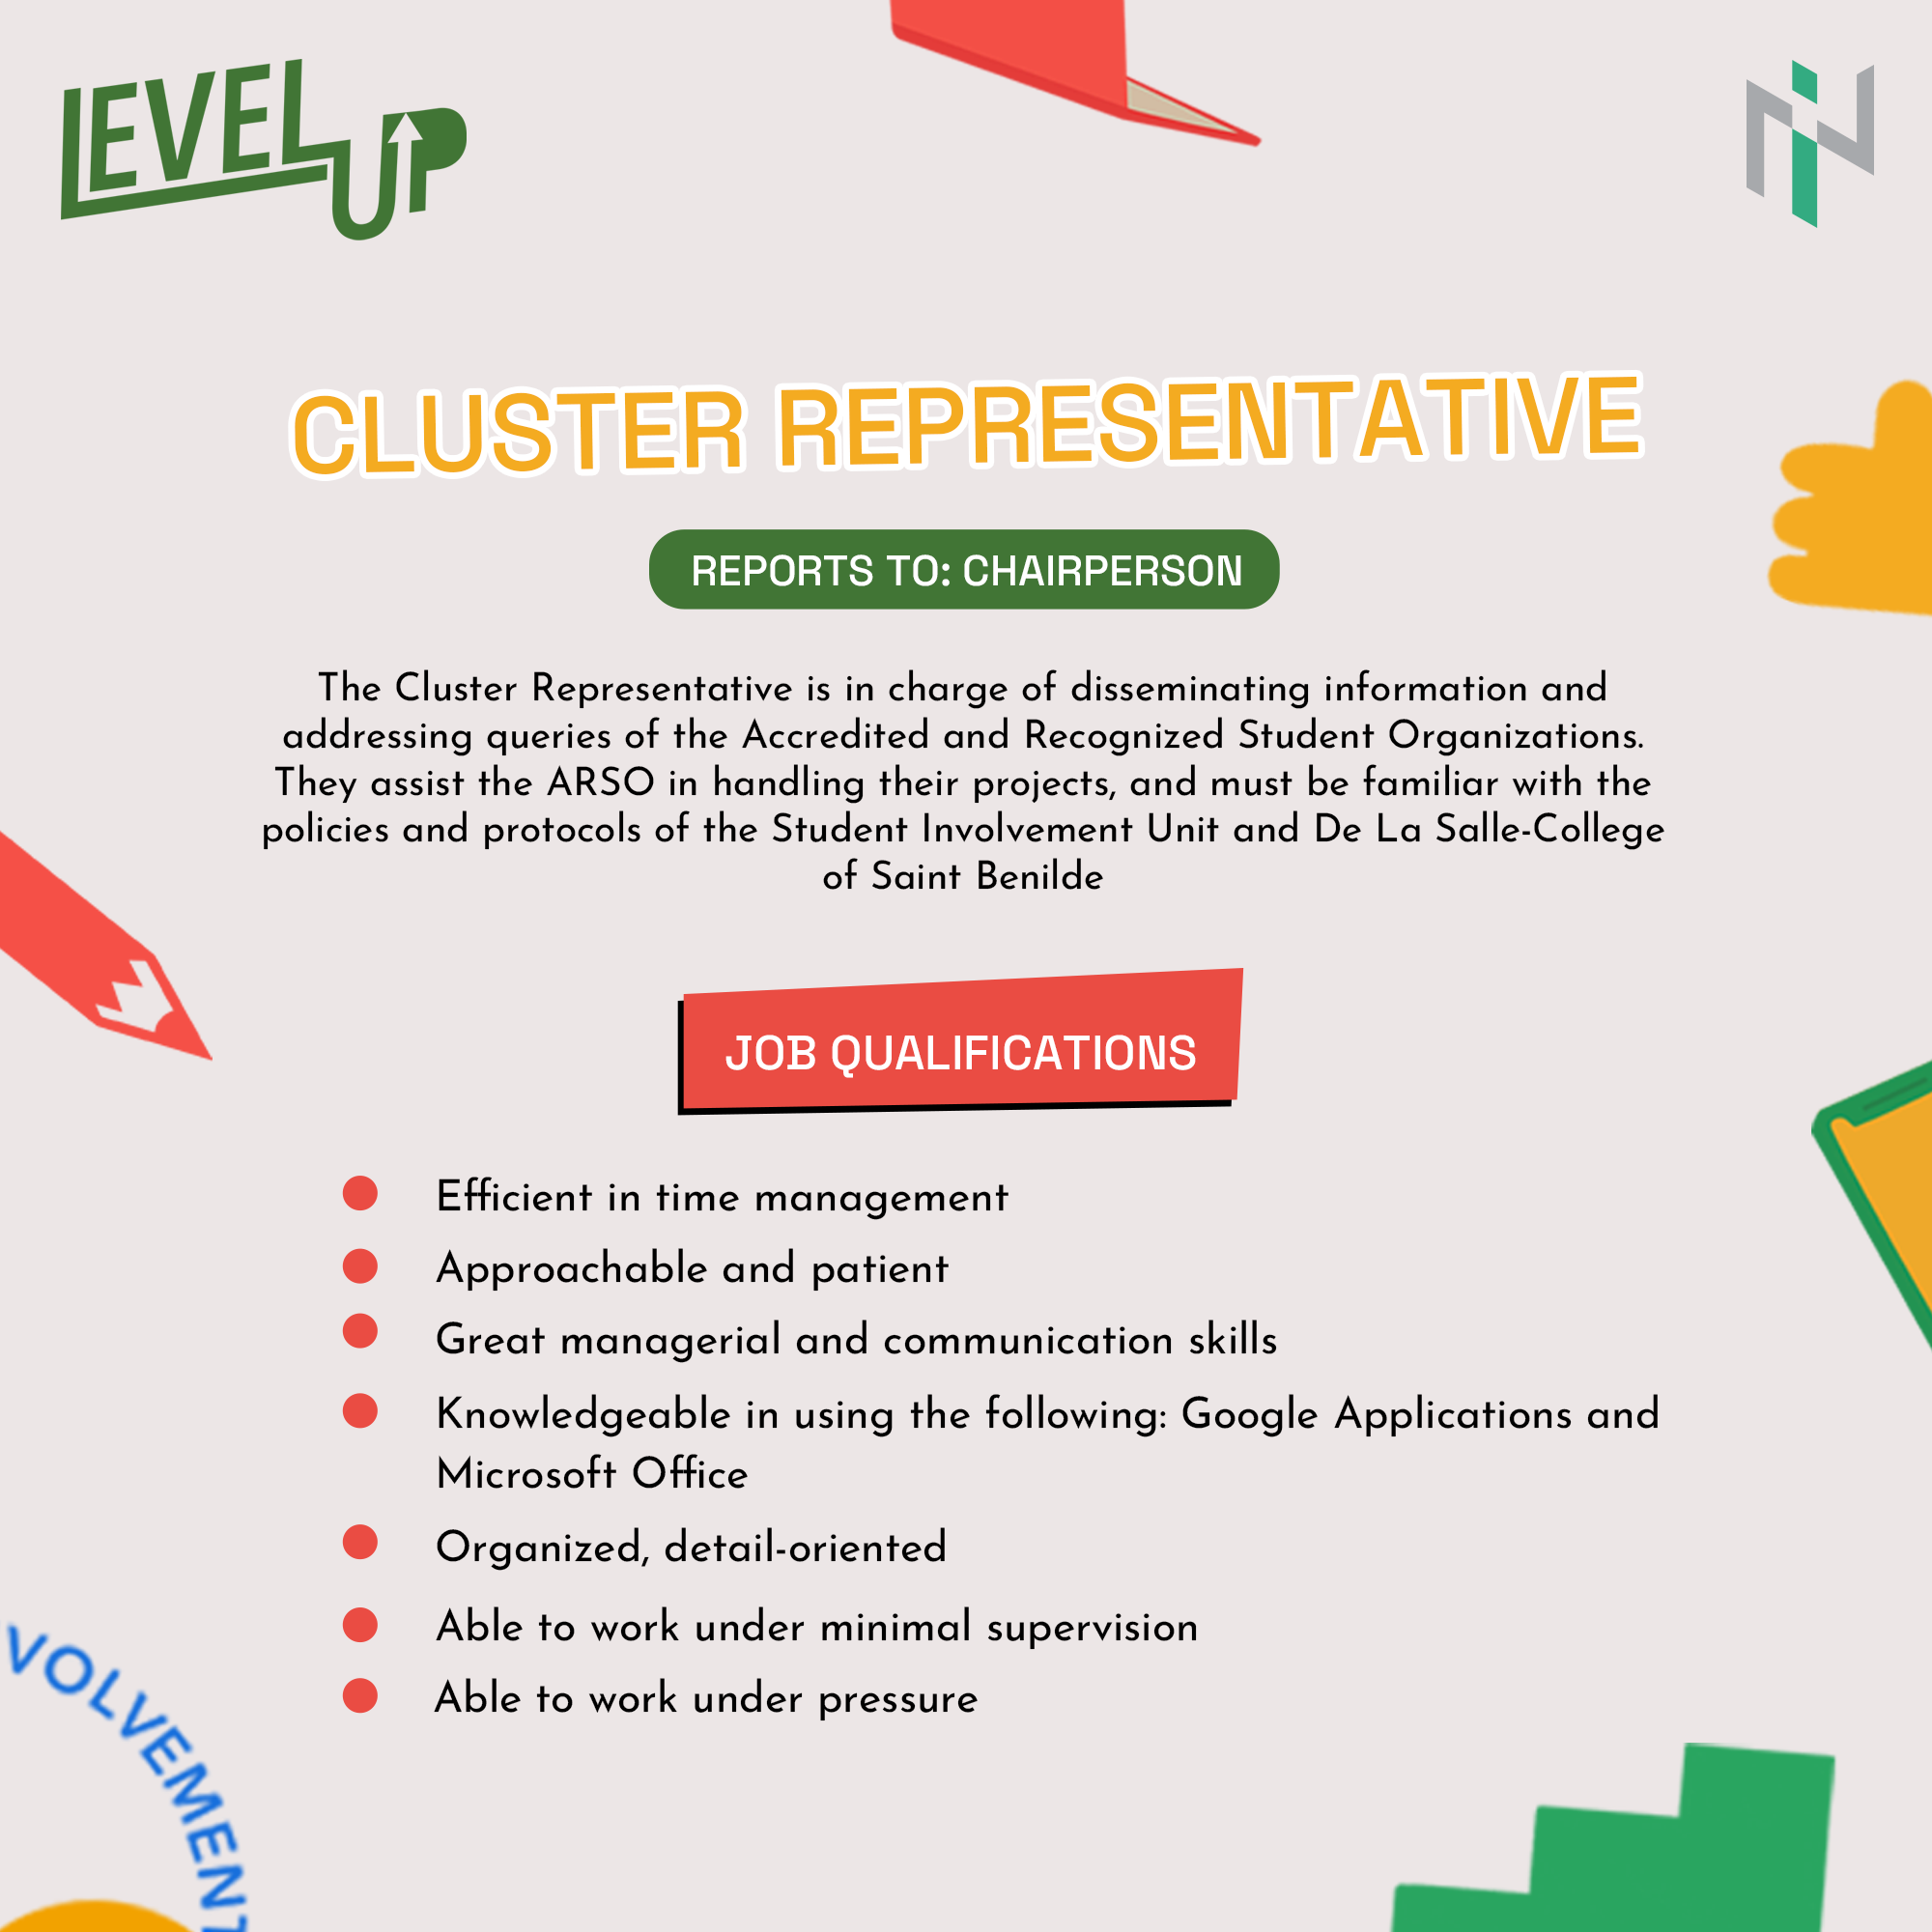 LEVEL
UP
CLUSTER REPRESENTATIVE
REPORTS TO: CHAIRPERSON
The Cluster Representative is in charge of disseminating information and
addressing queries of the Accredited and Recognized Student Organizations.
They assist the ARSO in handling their projects, and must be familiar with the
policies and protocols of the Student Involvement Unit and De La Salle-College
of Saint Benilde
JOB QUALIFICATIONS
Efficient in time management
Approachable and patient
Great managerial and communication skills
Knowledgeable in using the following: Google Applications and
Microsoft Office
Organized, detail-oriented
Able to work under minimal supervision
Able to work under pressure
VOLVEMENT